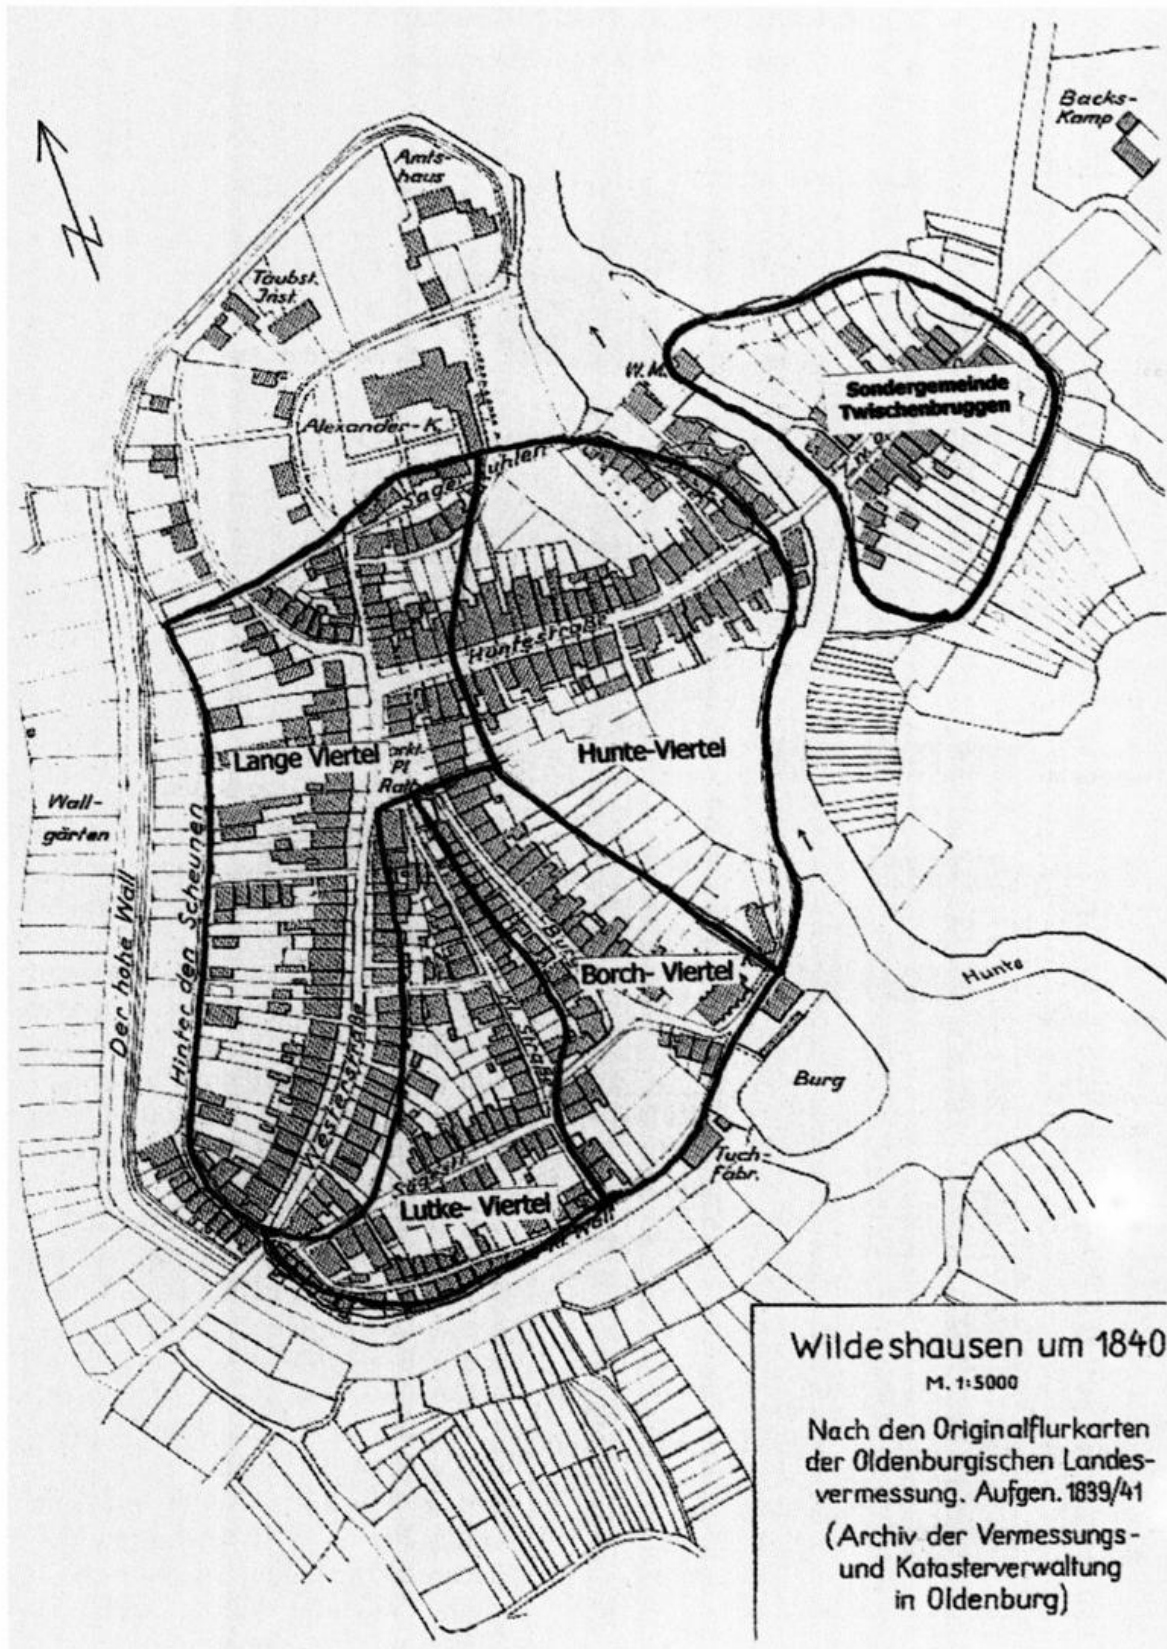 Backs-
Kamp
Amts-
haus
Taubst.
Inst.
W. M.
Sondergemeinde
Twischenbruggen
Alexander-K.
Huntestraße
Lange Viertel
Hunte-Viertel
Wall-
gärten
Der hohe Wall
Hinter den Scheunen
Borch- Viertel
Hunte
Burg
Westerstraße
Straße
Tuch-
Fabr.
Lutke- Viertel
Wall
Wildeshausen um 1840
M. 1:5000
Nach den Originalflurkarten
der Oldenburgischen Landes-
vermessung. Aufgen. 1839/41
(Archiv der Vermessungs-
und Katasterverwaltung
in Oldenburg)